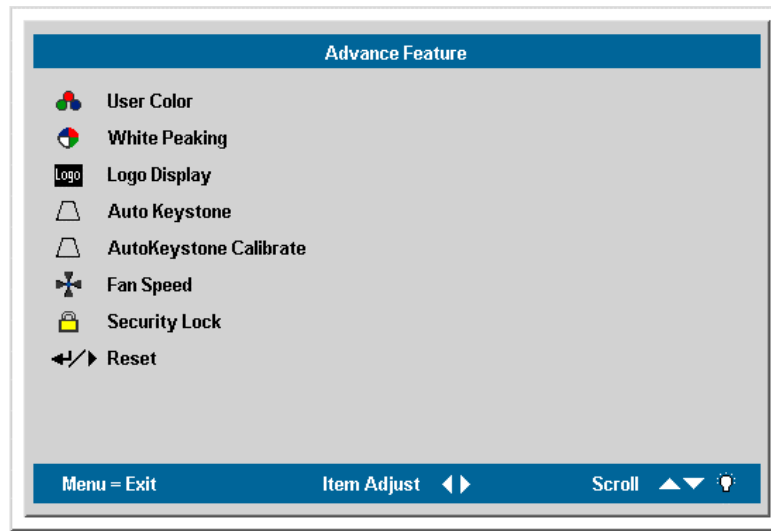 Advance Feature
User Color
White Peaking
Logo Logo Display
Auto Keystone
AutoKeystone Calibrate
Fan Speed
Security Lock
Reset
Menu = Exit Item Adjust Scroll